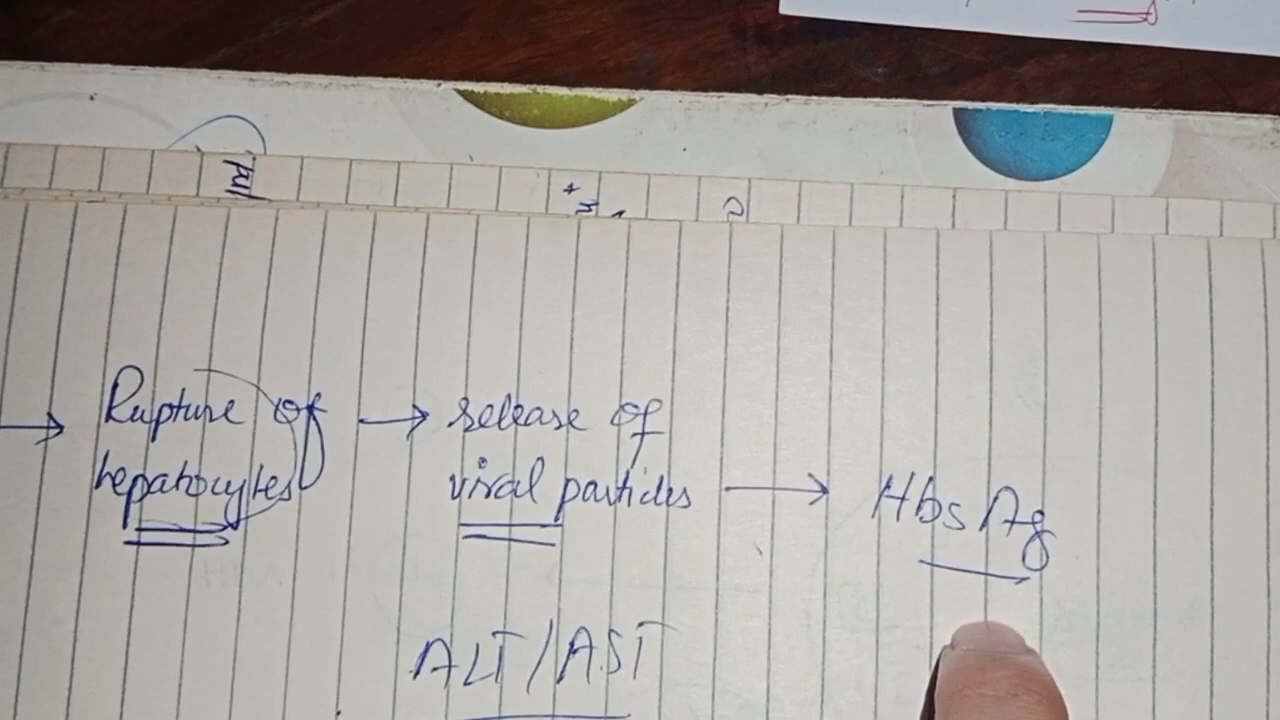 → Rupture of → release of
hepatocytes viral particles → HbsAg
ALT/AST